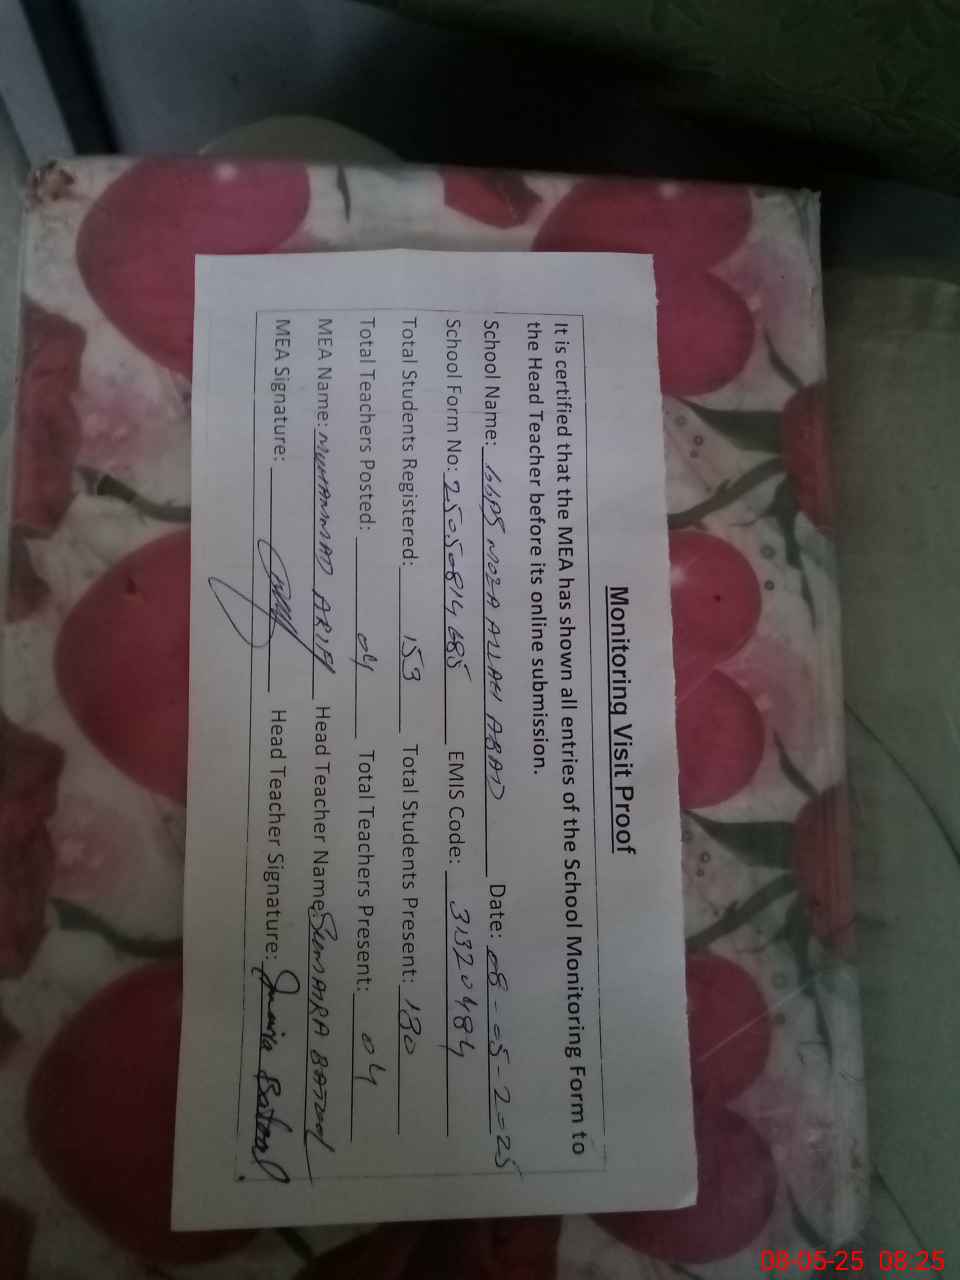 Monitoring Visit Proof
It is certified that the MEA has shown all entries of the School Monitoring Form to
the Head Teacher before its online submission.
School Name: GGPS MOZA ALLAH ABAD Date: 08-05-2025
School Form No: 25050814685 EMIS Code: 31320484
Total Students Registered: 153 Total Students Present: 130
Total Teachers Posted: 04 Total Teachers Present: 04
MEA Name: MUHAMMAD ARIF Head Teacher Name: SUMAIRA BATOOL
MEA Signature: Head Teacher Signature: Batool
08-05-25 08:25